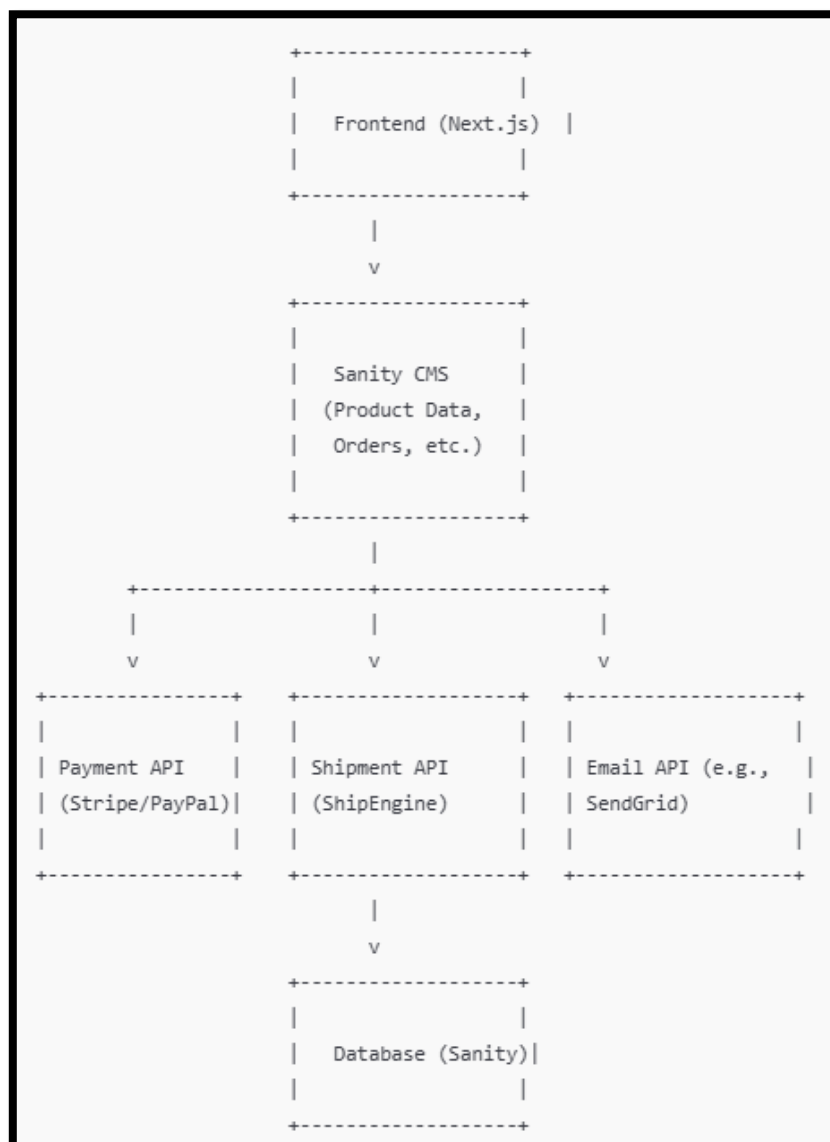 +-------------------+
|                   |
|   Frontend (Next.js)  |
|                   |
+-------------------+
|
v
+-------------------+
|                   |
|   Sanity CMS      |
|  (Product Data,   |
|   Orders, etc.)   |
|                   |
+-------------------+
|
+--------------------+-------------------+
|                    |                   |
v                    v                   v
+----------------+    +-------------------+   +-------------------+
|                |    |                   |   |                   |
| Payment API    |    | Shipment API      |   | Email API (e.g.,   |
| (Stripe/PayPal)|    | (ShipEngine)      |   | SendGrid)          |
|                |    |                   |   |                   |
+----------------+    +-------------------+   +-------------------+
|
v
+-------------------+
|                   |
|   Database (Sanity)|
|                   |
+-------------------+